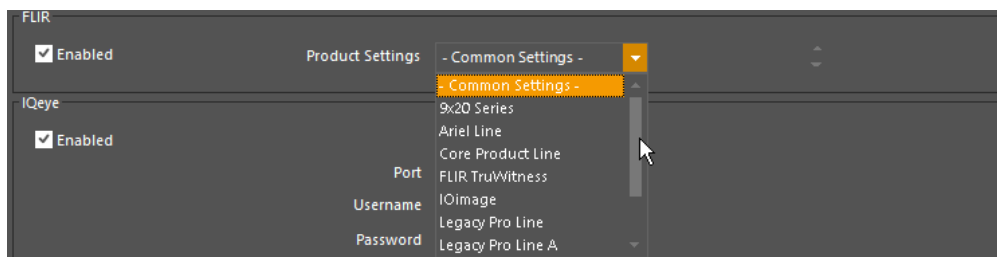 FLIR
Enabled
Product Settings
- Common Settings -
- Common Settings -
9x20 Series
Ariel Line
Core Product Line
FLIR TruWitness
IOimage
Legacy Pro Line
Legacy Pro Line A
IQeye
Enabled
Port
Username
Password